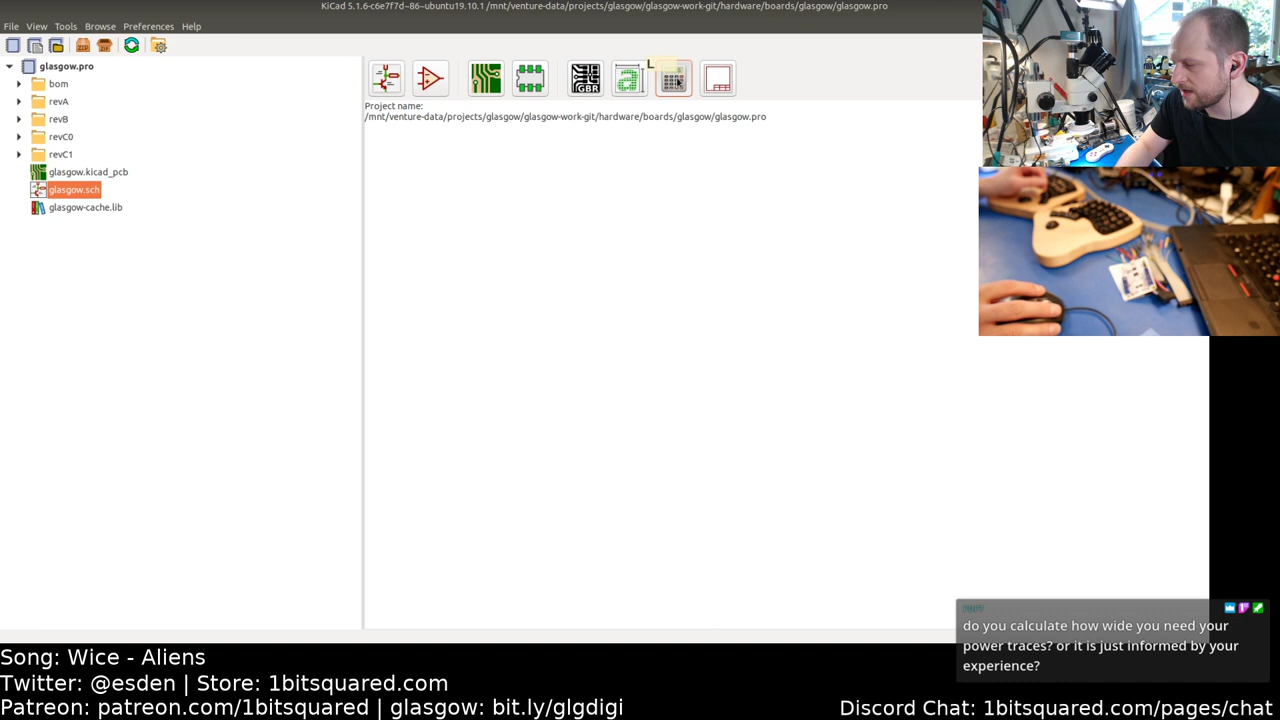 KiCad 5.1.6-c6e7f7d~86~ubuntu19.10.1 /mnt/venture-data/projects/glasgow/glasgow-work-git/hardware/boards/glasgow/glasgow.pro
File View Tools Browse Preferences Help
glasgow.pro
bom
revA
revB
revC0
revC1
glasgow.kicad_pcb
glasgow.sch
glasgow-cache.lib
GBR
Project name:
/mnt/venture-data/projects/glasgow/glasgow-work-git/hardware/boards/glasgow/glasgow.pro
do you calculate how wide you need your
power traces? or it is just informed by your
experience?
Song: Wice - Aliens
Twitter: @esden | Store: 1bitsquared.com
Patreon: patreon.com/1bitsquared | glasgow: bit.ly/glgdigi
Discord Chat: 1bitsquared.com/pages/chat